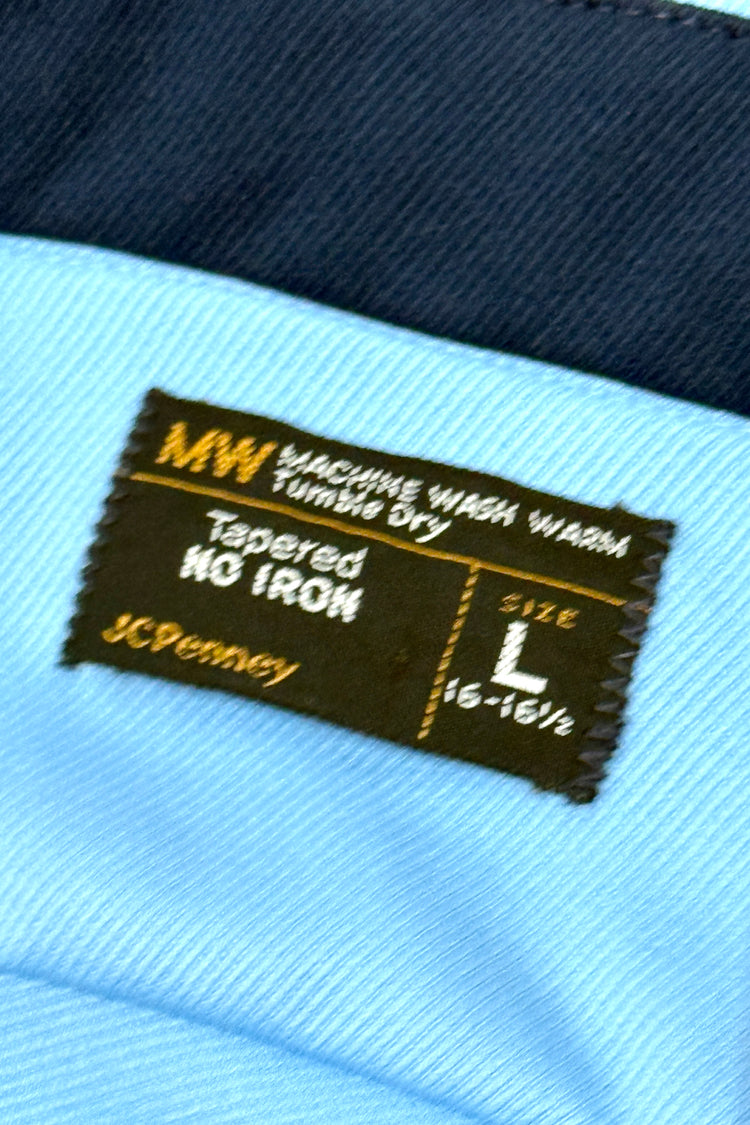 MW MACHINE WASH WARM
Tumble Dry
Tapered
NO IRON
JCPenney
SIZE
L
16-16½